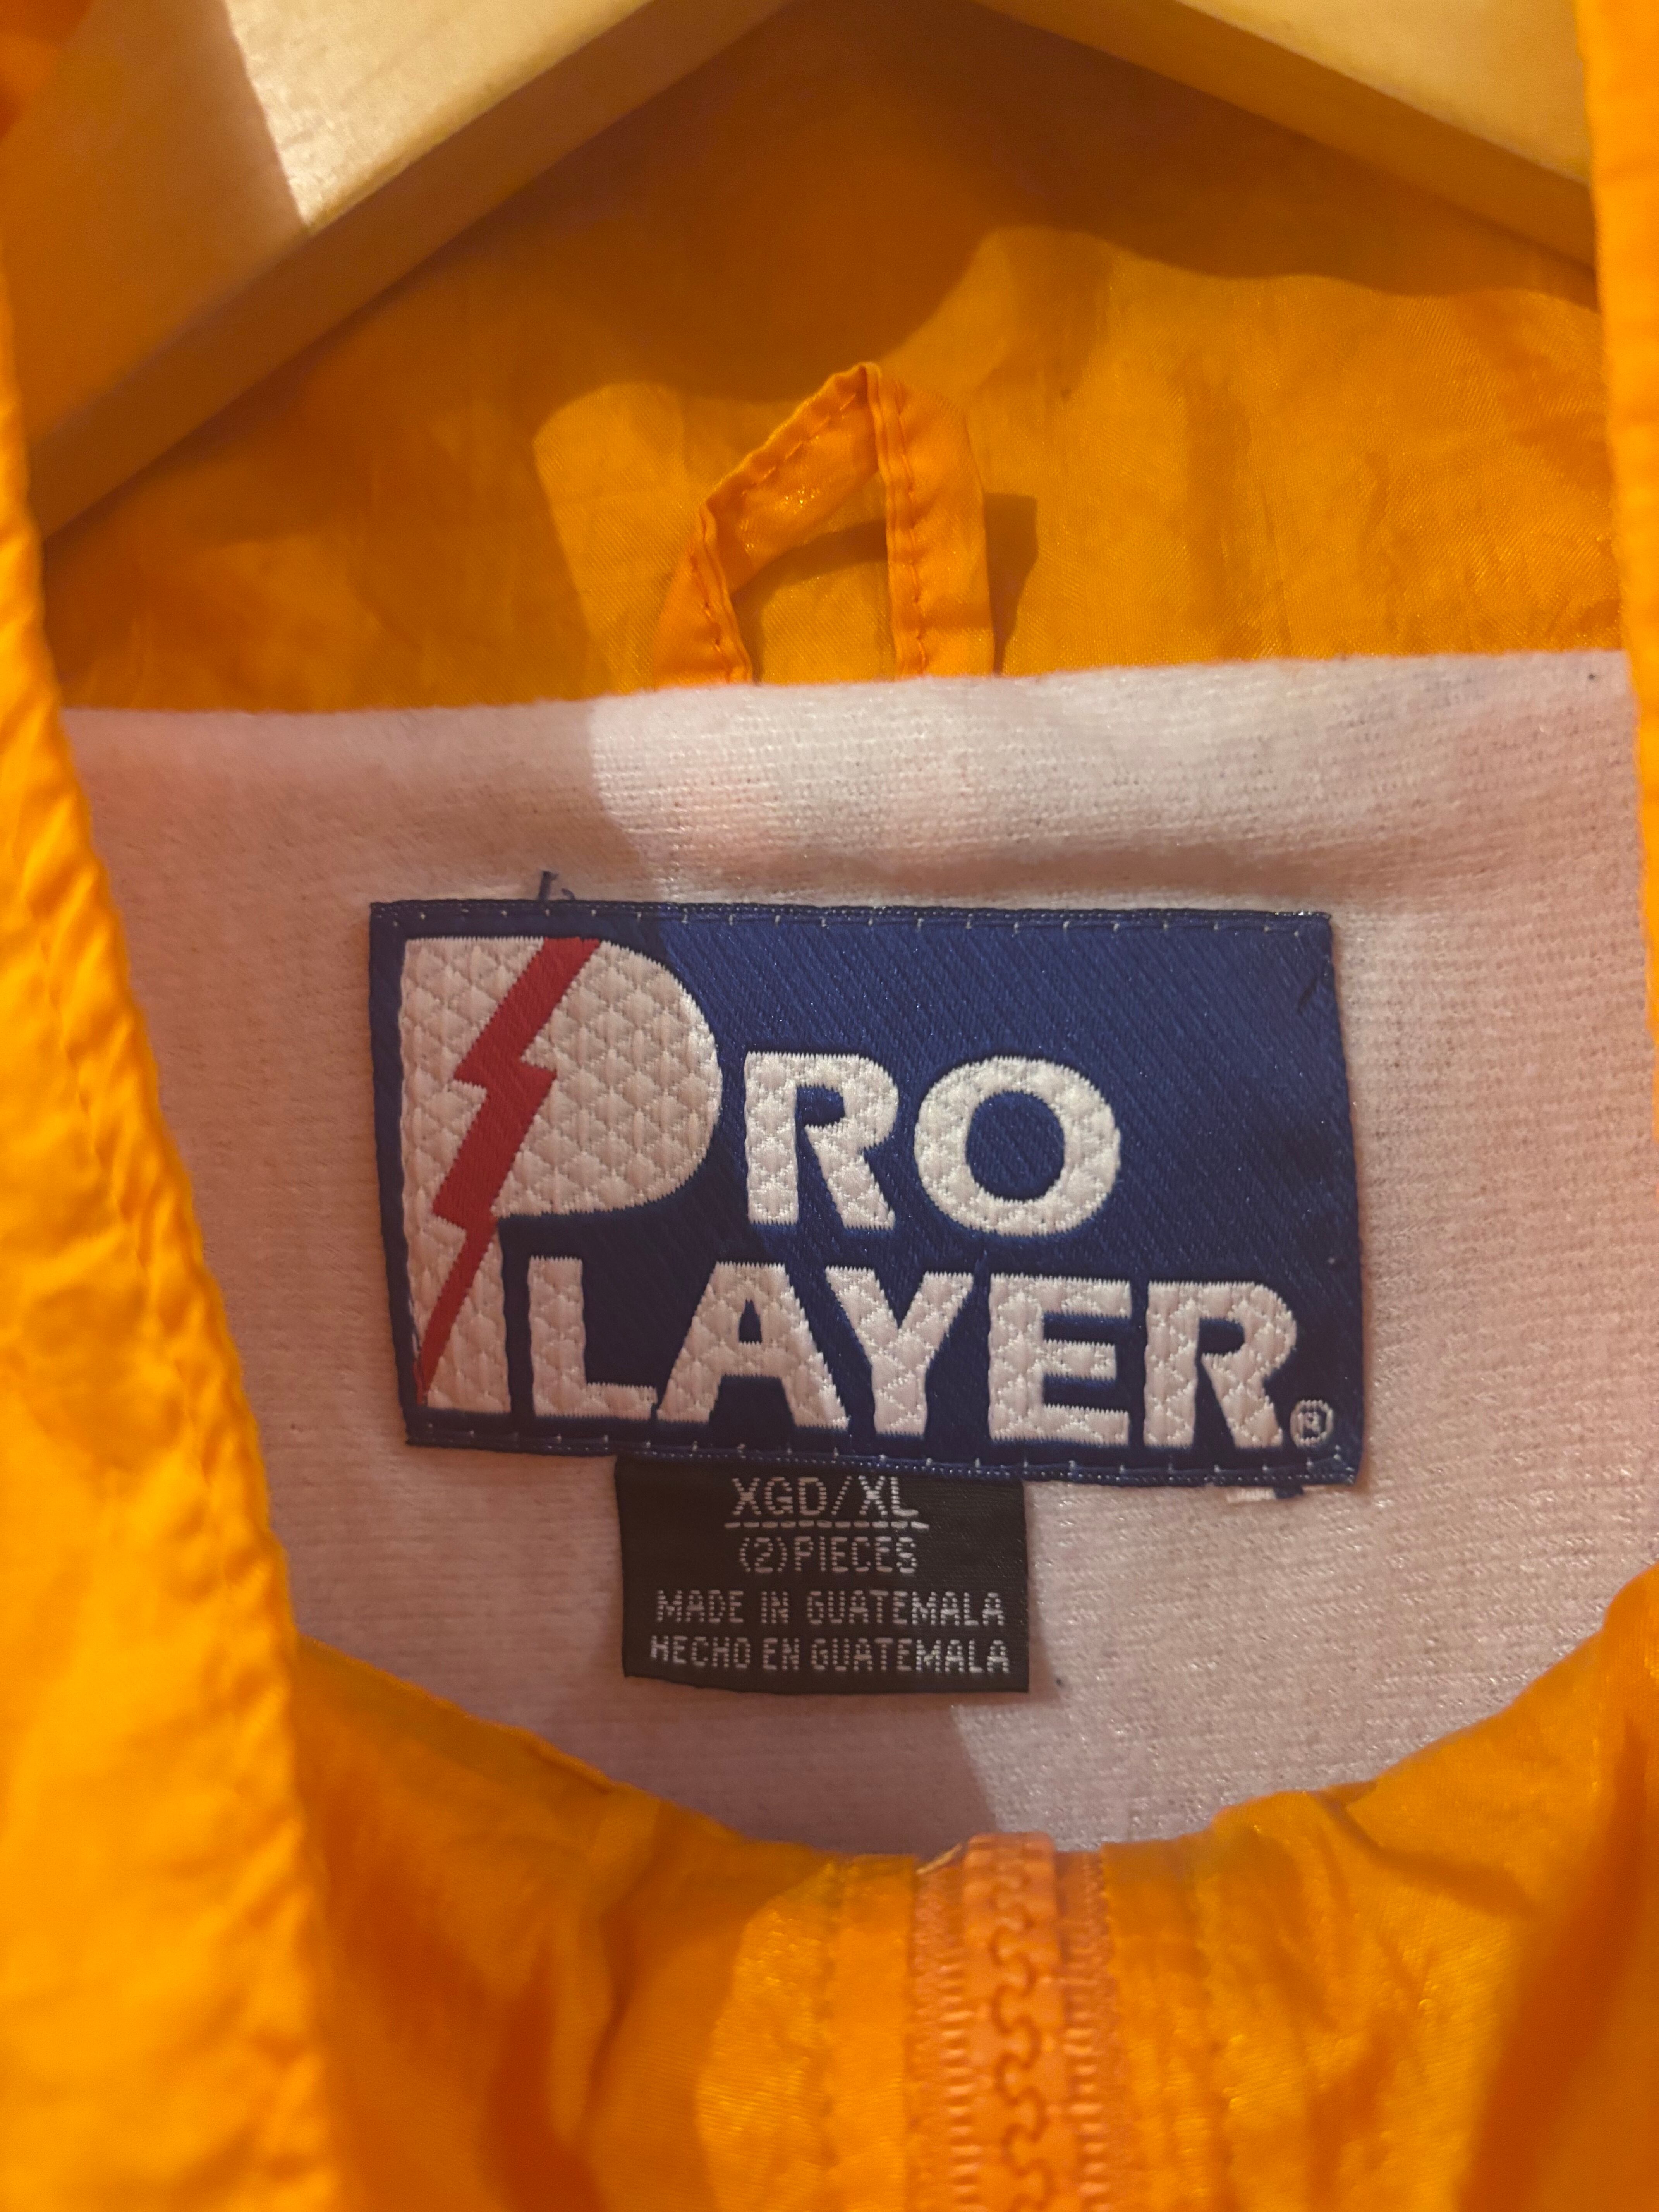 PRO
PLAYER®
XGD/XL
(2)PIECES
MADE IN GUATEMALA
HECHO EN GUATEMALA